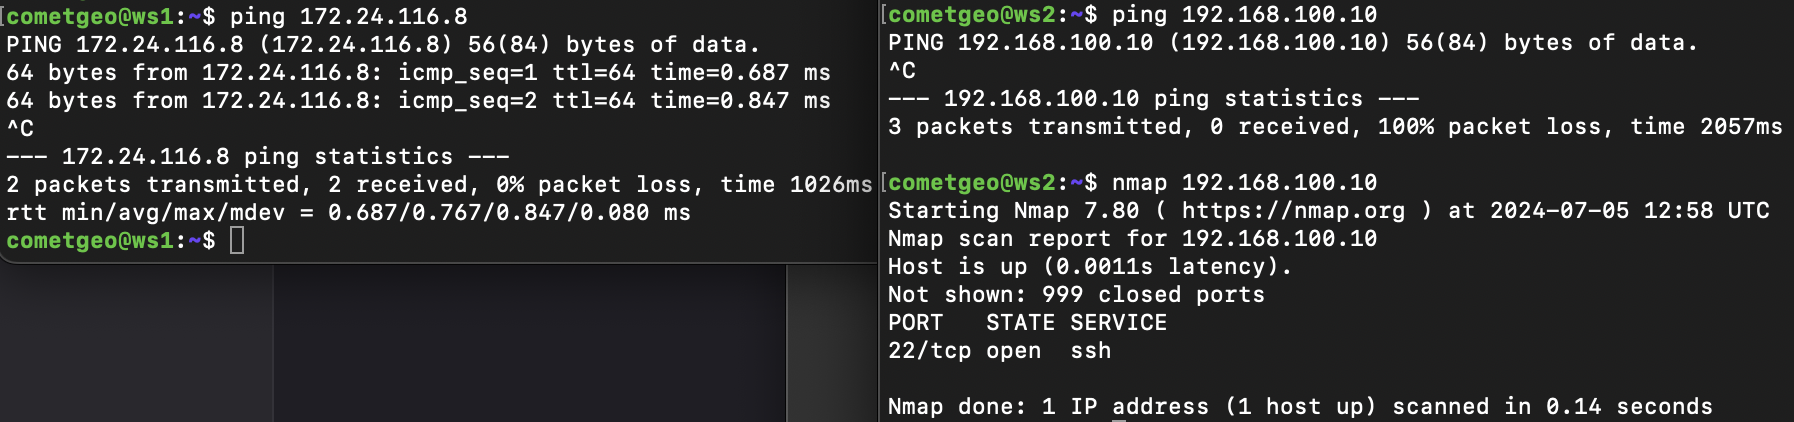 [cometgeo@ws1:~$ ping 172.24.116.8
PING 172.24.116.8 (172.24.116.8) 56(84) bytes of data.
64 bytes from 172.24.116.8: icmp_seq=1 ttl=64 time=0.687 ms
64 bytes from 172.24.116.8: icmp_seq=2 ttl=64 time=0.847 ms
^C
--- 172.24.116.8 ping statistics ---
2 packets transmitted, 2 received, 0% packet loss, time 1026ms
rtt min/avg/max/mdev = 0.687/0.767/0.847/0.080 ms
cometgeo@ws1:~$
[cometgeo@ws2:~$ ping 192.168.100.10
PING 192.168.100.10 (192.168.100.10) 56(84) bytes of data.
^C
--- 192.168.100.10 ping statistics ---
3 packets transmitted, 0 received, 100% packet loss, time 2057ms
[cometgeo@ws2:~$ nmap 192.168.100.10
Starting Nmap 7.80 ( https://nmap.org ) at 2024-07-05 12:58 UTC
Nmap scan report for 192.168.100.10
Host is up (0.0011s latency).
Not shown: 999 closed ports
PORT   STATE SERVICE
22/tcp open  ssh
Nmap done: 1 IP address (1 host up) scanned in 0.14 seconds